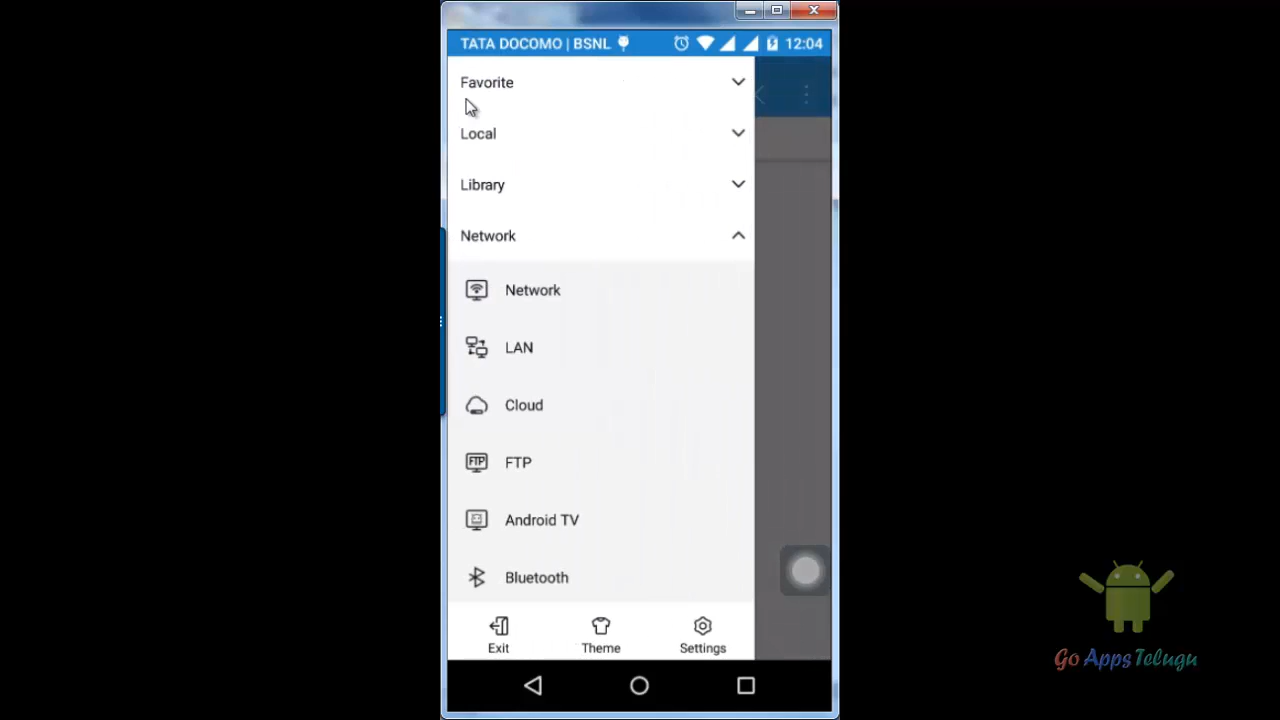 TATA DOCOMO | BSNL 12:04
Favorite
Local
Library
Network
Network
LAN
Cloud
FTP FTP
Android TV
Bluetooth
Exit Theme Settings
Go Apps Telugu